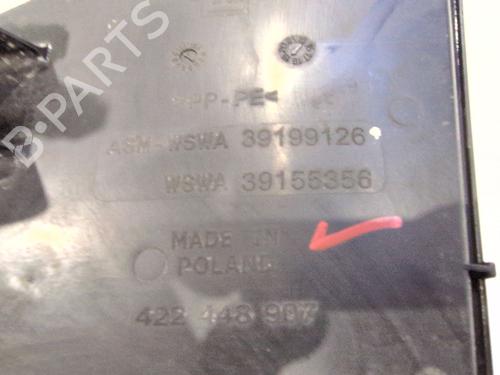 B-PARTS
>PP-PE<
ASM-WSWA 39199126
WSWA 39155356
MADE IN
POLAND
422 448 907